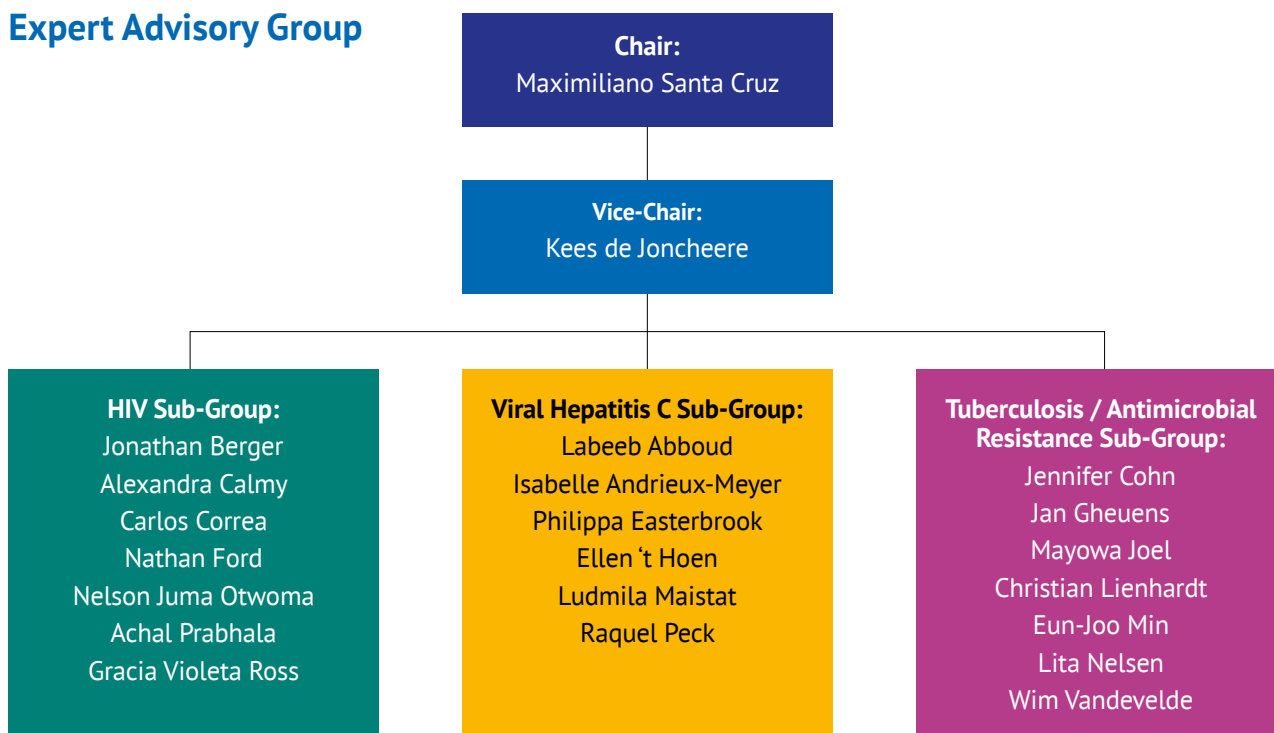 Expert Advisory Group
Chair:
Maximiliano Santa Cruz
Vice-Chair:
Kees de Joncheere
HIV Sub-Group:
Jonathan Berger
Alexandra Calmy
Carlos Correa
Nathan Ford
Nelson Juma Otwoma
Achal Prabhala
Gracia Violeta Ross
Viral Hepatitis C Sub-Group:
Labeeb Abboud
Isabelle Andrieux-Meyer
Philippa Easterbrook
Ellen ‘t Hoen
Ludmila Maistat
Raquel Peck
Tuberculosis / Antimicrobial
Resistance Sub-Group:
Jennifer Cohn
Jan Gheuens
Mayowa Joel
Christian Lienhardt
Eun-Joo Min
Lita Nelsen
Wim Vandevelde